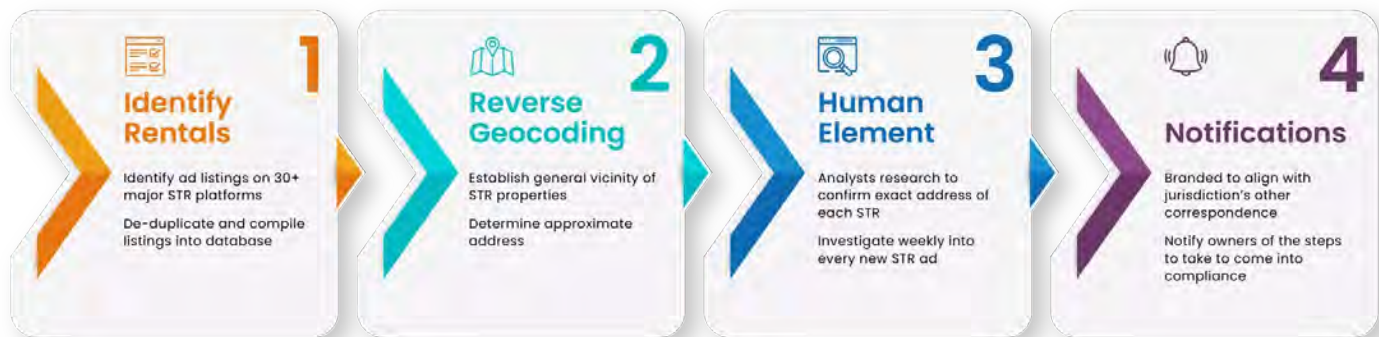 1
Identify
Rentals
Identify ad listings on 30+
major STR platforms
De-duplicate and compile
listings into database
2
Reverse
Geocoding
Establish general vicinity of
STR properties
Determine approximate
address
3
Human
Element
Analysts research to
confirm exact address of
each STR
Investigate weekly into
every new STR ad
4
Notifications
Branded to align with
jurisdiction's other
correspondence
Notify owners of the steps
to take to come into
compliance